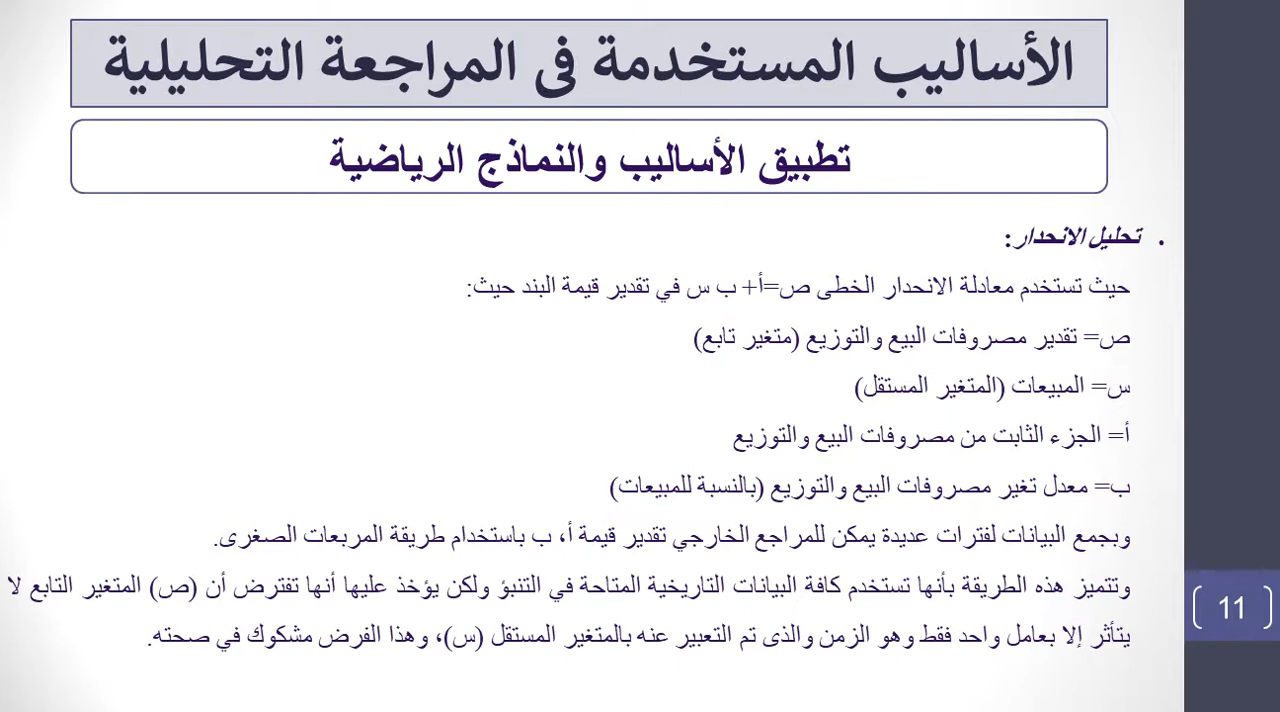 الأساليب المستخدمة فى المراجعة التحليلية
تطبيق الأساليب والنماذج الرياضية
• تحليل الانحدار:
حيث تستخدم معادلة الانحدار الخطى ص=أ+ ب س في تقدير قيمة البند حيث:
ص= تقدير مصروفات البيع والتوزيع (متغير تابع)
س= المبيعات (المتغير المستقل)
أ= الجزء الثابت من مصروفات البيع والتوزيع
ب= معدل تغير مصروفات البيع والتوزيع (بالنسبة للمبيعات)
وبجمع البيانات لفترات عديدة يمكن للمراجع الخارجي تقدير قيمة أ، ب باستخدام طريقة المربعات الصغرى.
وتتميز هذه الطريقة بأنها تستخدم كافة البيانات التاريخية المتاحة في التنبؤ ولكن يؤخذ عليها أنها تفترض أن (ص) المتغير التابع لا
يتأثر إلا بعامل واحد فقط وهو الزمن والذى تم التعبير عنه بالمتغير المستقل (س)، وهذا الفرض مشكوك في صحته.
11